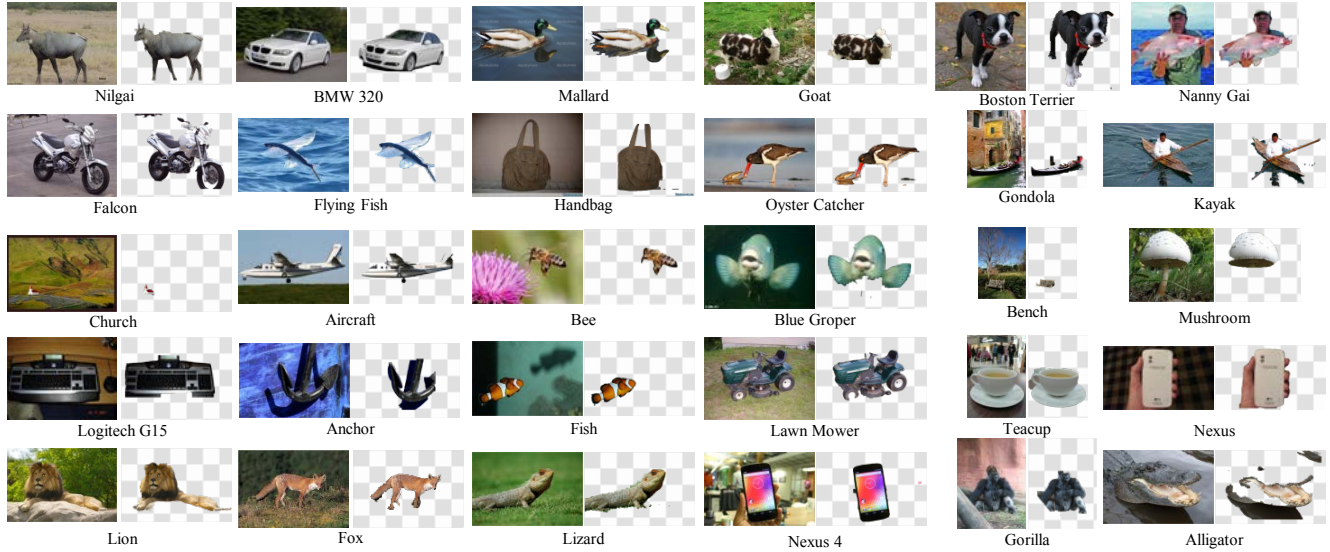 Nilgai
BMW 320
Mallard
Goat
Boston Terrier
Nanny Gai
Falcon
Flying Fish
Handbag
Oyster Catcher
Gondola
Kayak
Church
Aircraft
Bee
Blue Groper
Bench
Mushroom
Logitech G15
Anchor
Fish
Lawn Mower
Teacup
Nexus
Lion
Fox
Lizard
Nexus 4
Gorilla
Alligator